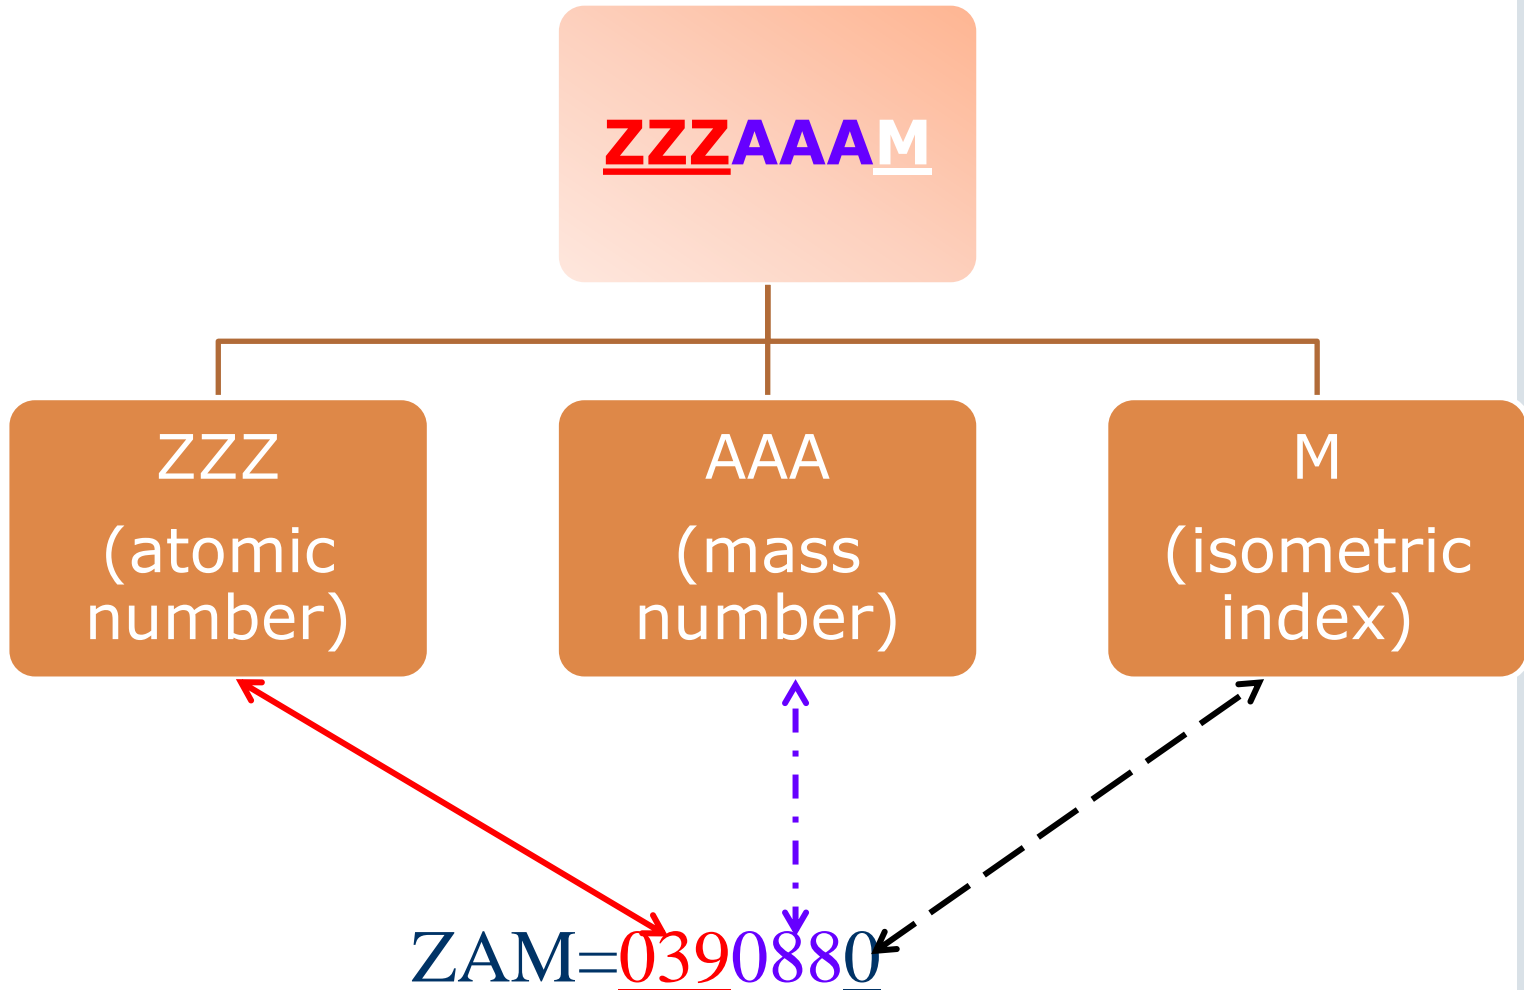 ZZZAAAM
ZZZ
(atomic
number)
AAA
(mass
number)
M
(isometric
index)
ZAM=0390880